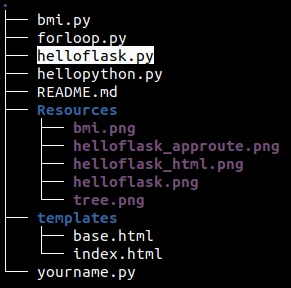 .
bmi.py
forloop.py
helloflask.py
hellopython.py
README.md
Resources
bmi.png
helloflask_approute.png
helloflask_html.png
helloflask.png
tree.png
templates
base.html
index.html
yourname.py